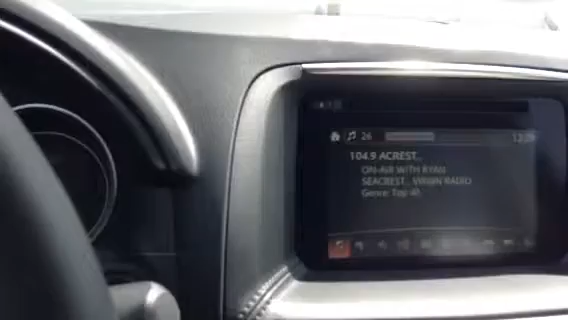 26
104.9 ACREST..
ON-AIR WITH RYAN
SEACREST.. VIRGIN RADIO
Genre: Top 40